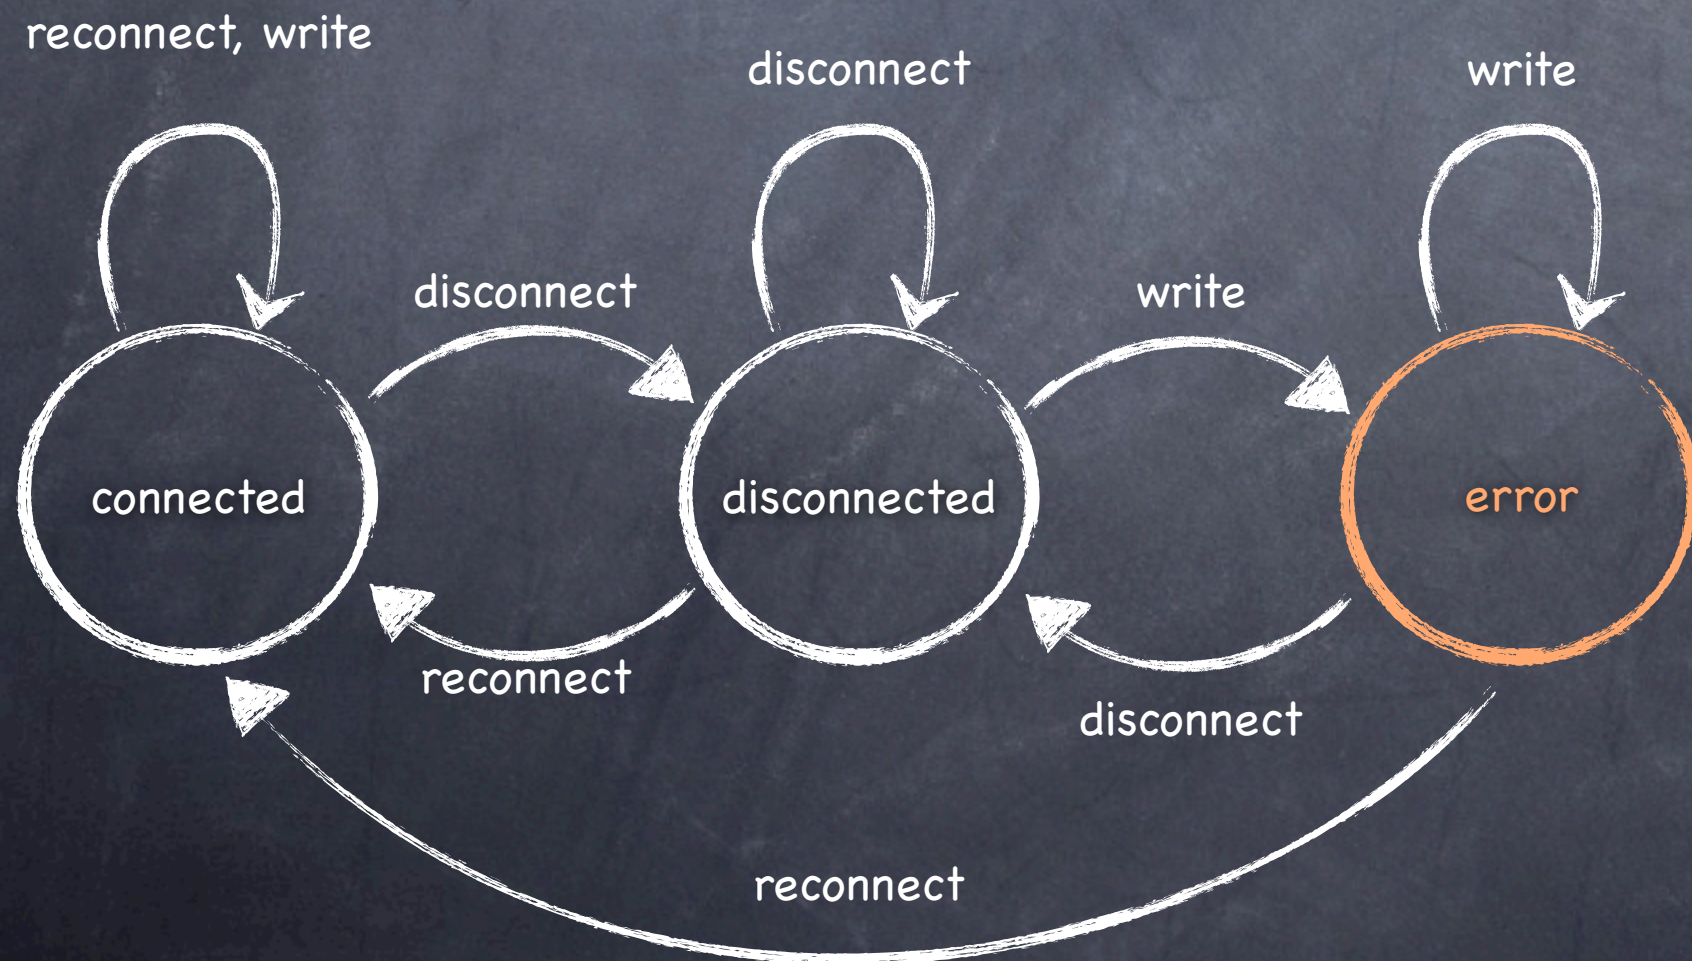 reconnect, write
disconnect
write
disconnect
write
connected
disconnected
error
reconnect
disconnect
reconnect